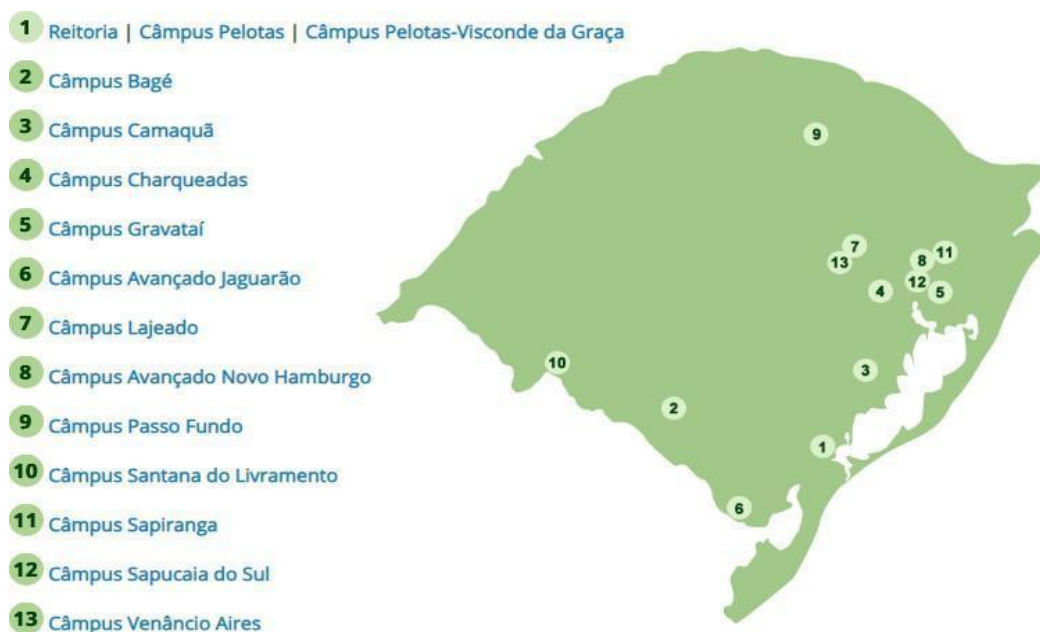 1 Reitoria | Câmpus Pelotas | Câmpus Pelotas-Visconde da Graça
2 Câmpus Bagé
3 Câmpus Camaquã
4 Câmpus Charqueadas
5 Câmpus Gravataí
6 Câmpus Avançado Jaguarão
7 Câmpus Lajeado
8 Câmpus Avançado Novo Hamburgo
9 Câmpus Passo Fundo
10 Câmpus Santana do Livramento
11 Câmpus Sapiranga
12 Câmpus Sapucaia do Sul
13 Câmpus Venâncio Aires
9
7
11
8
13
12
4
5
10
3
2
1
6